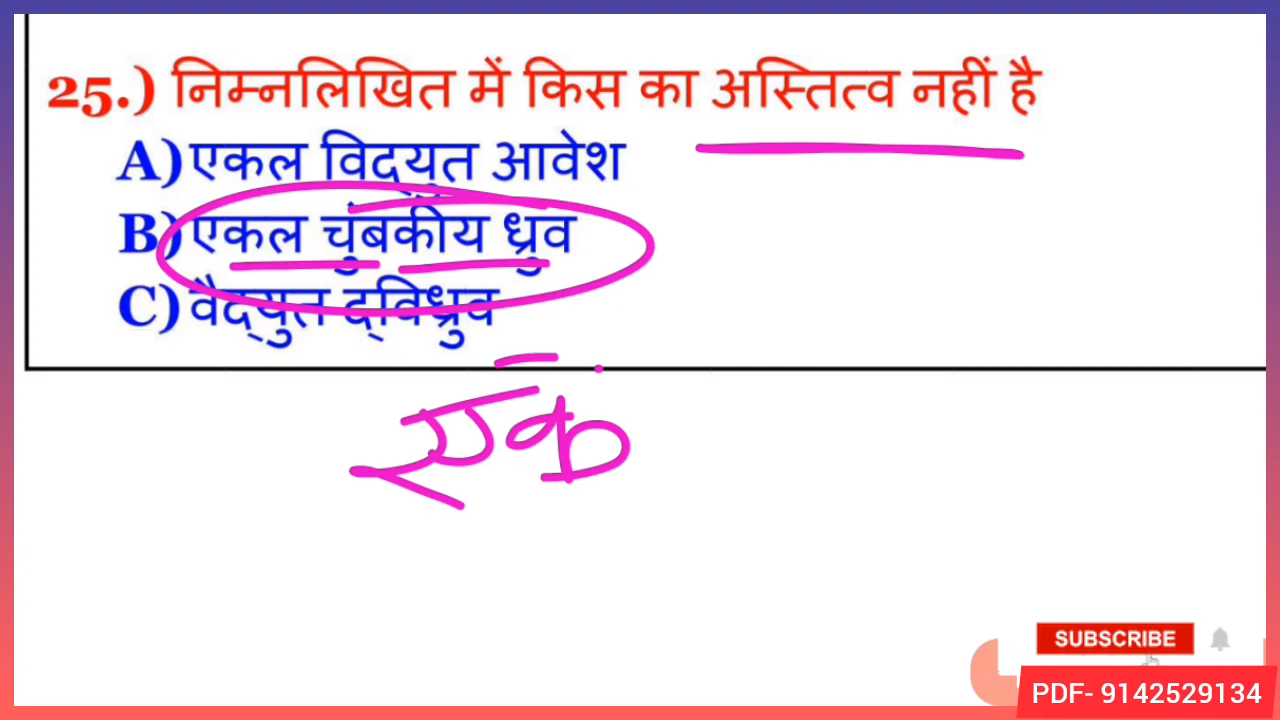 25.) निम्नलिखित में किस का अस्तित्व नहीं है
A) एकल विद्युत आवेश
B) एकल चुंबकीय ध्रुव
C) वैद्युत द्विध्रुव
एक
SUBSCRIBE
PDF- 9142529134